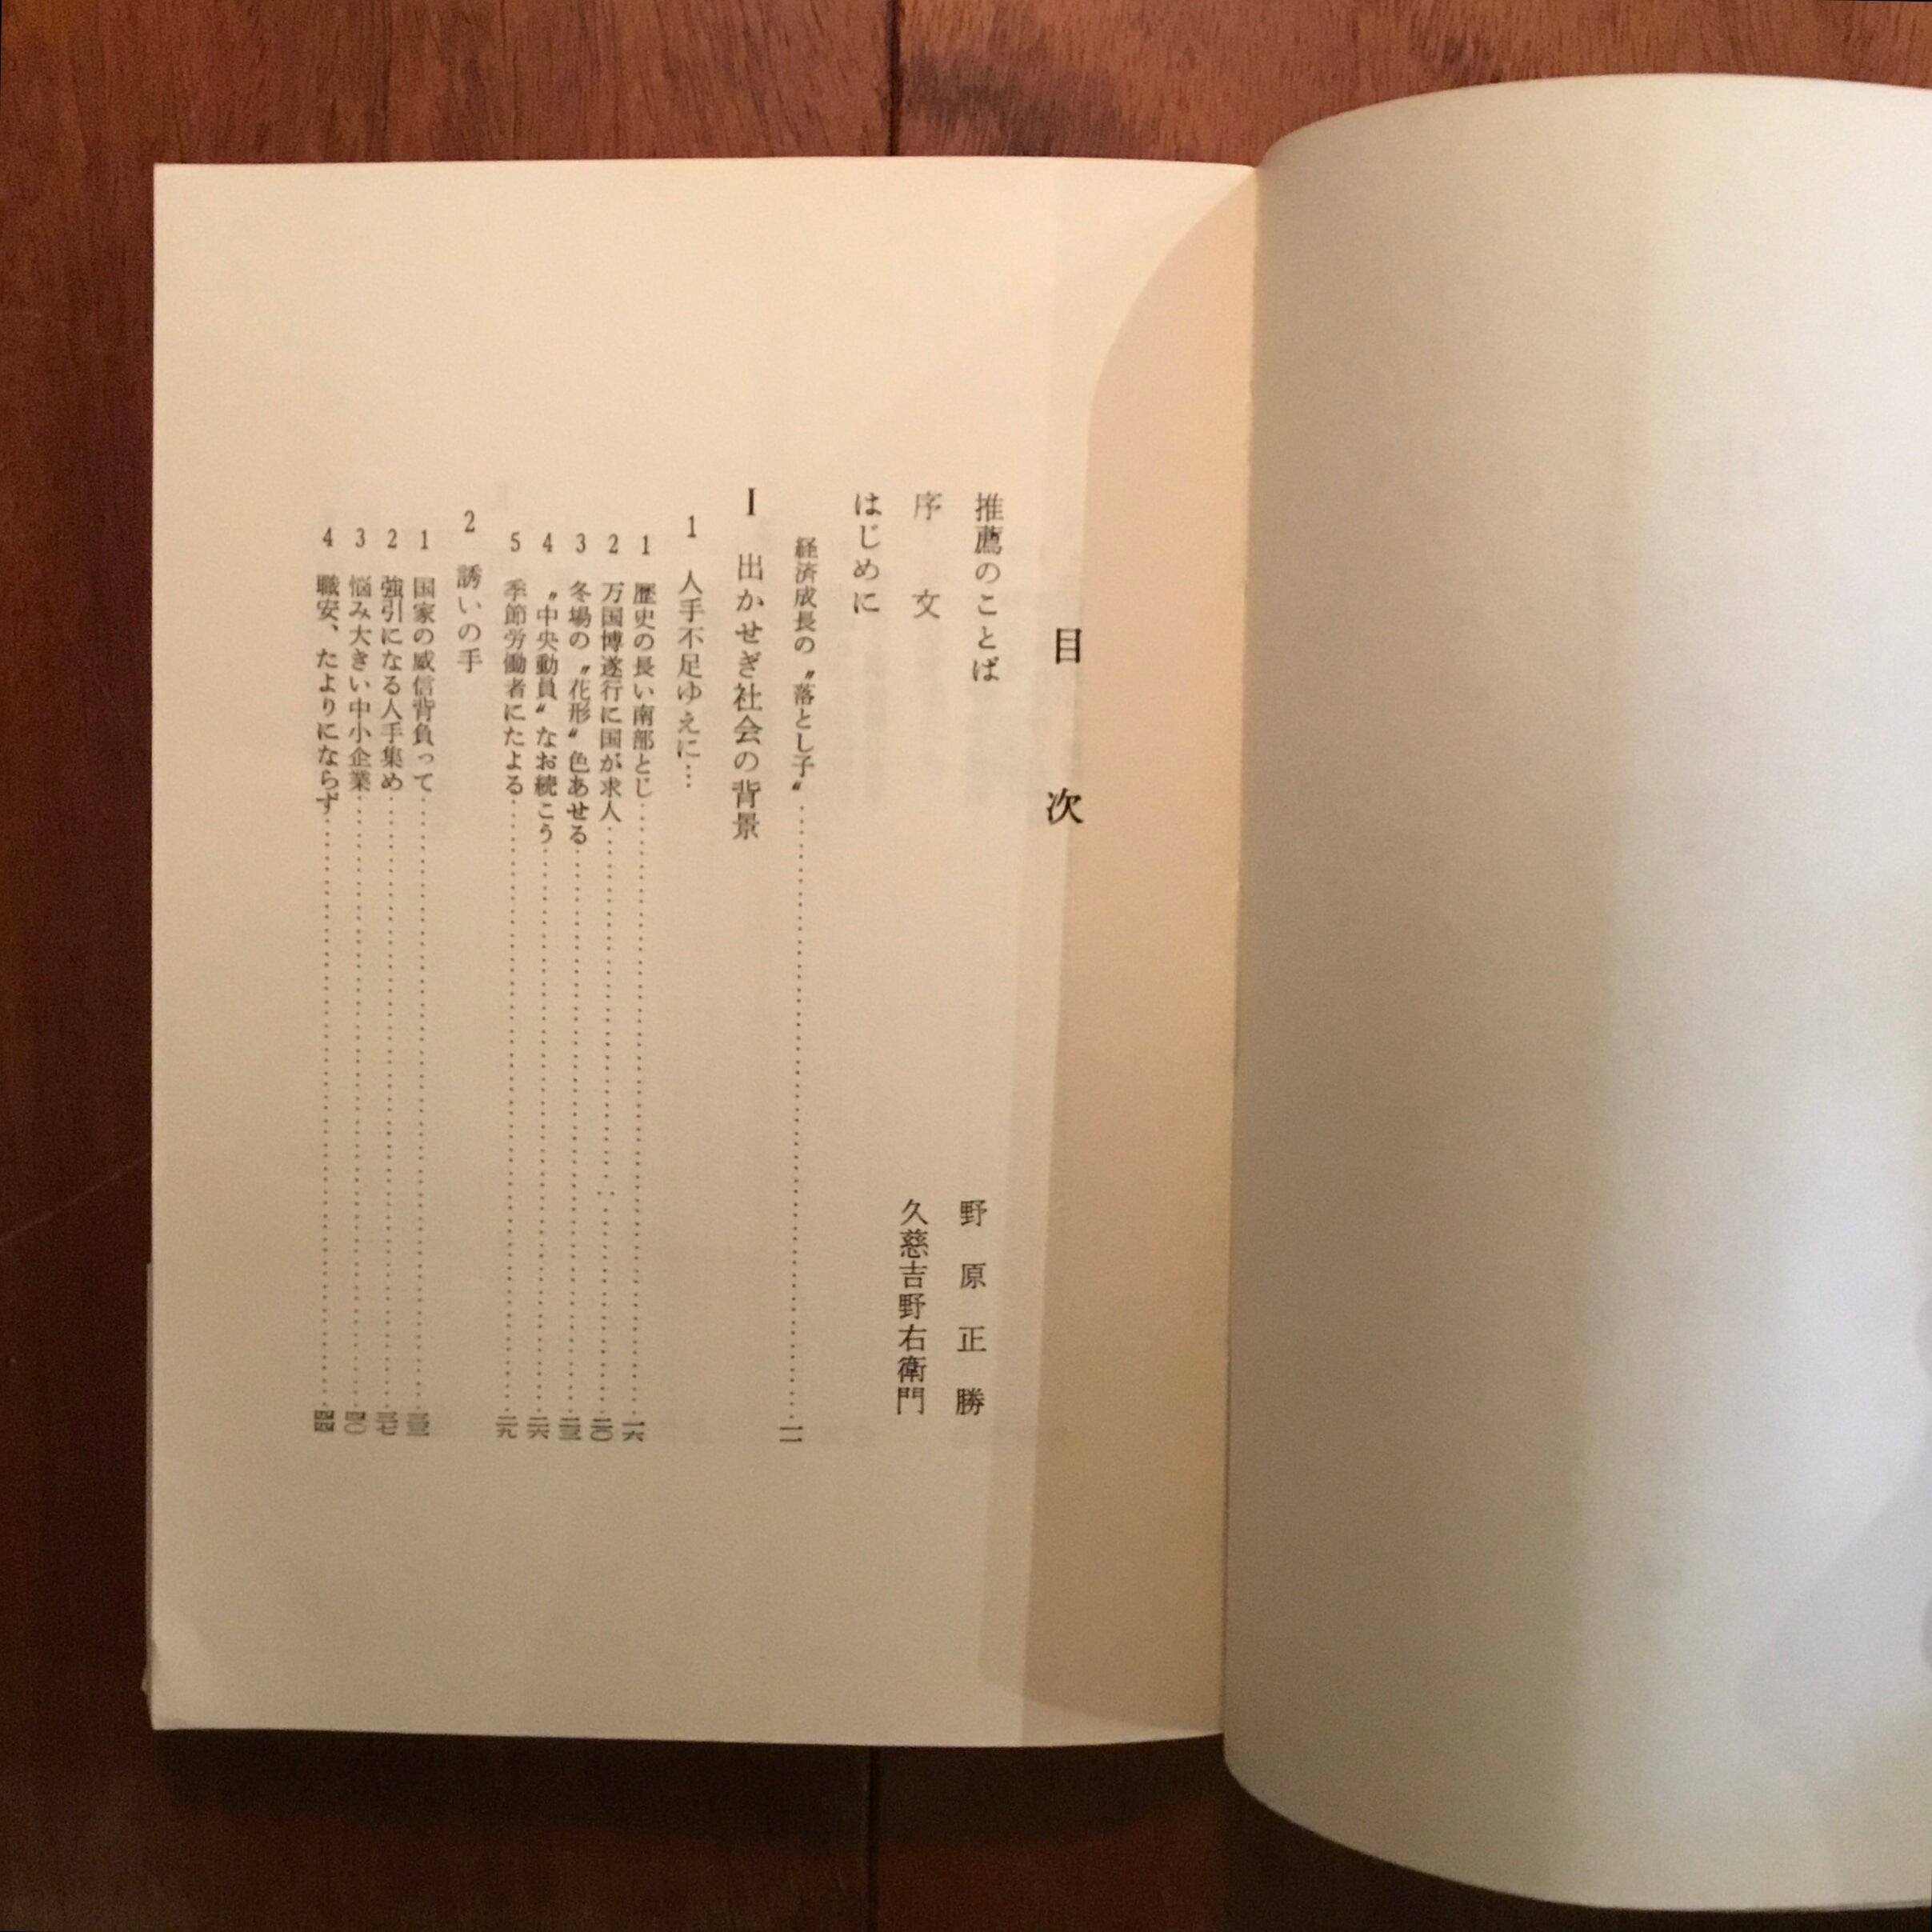 目次
推薦のことば 野原正勝
序文 久慈吉野右衛門
はじめに
経済成長の〝落とし子〟 一一
I 出かせぎ社会の背景
1 人手不足ゆえに…
1 歴史の長い南部とじ 一六
2 万国博遂行に国が求人 二〇
3 冬場の〝花形〟色あせる 二三
4 〝中央動員〟なお続こう 二六
5 季節労働者にたよる 二九
2 誘いの手
1 国家の威信背負って 三三
2 強引になる人手集め 三七
3 悩み大きい中小企業 四〇
4 職安、たよりにならず 四四